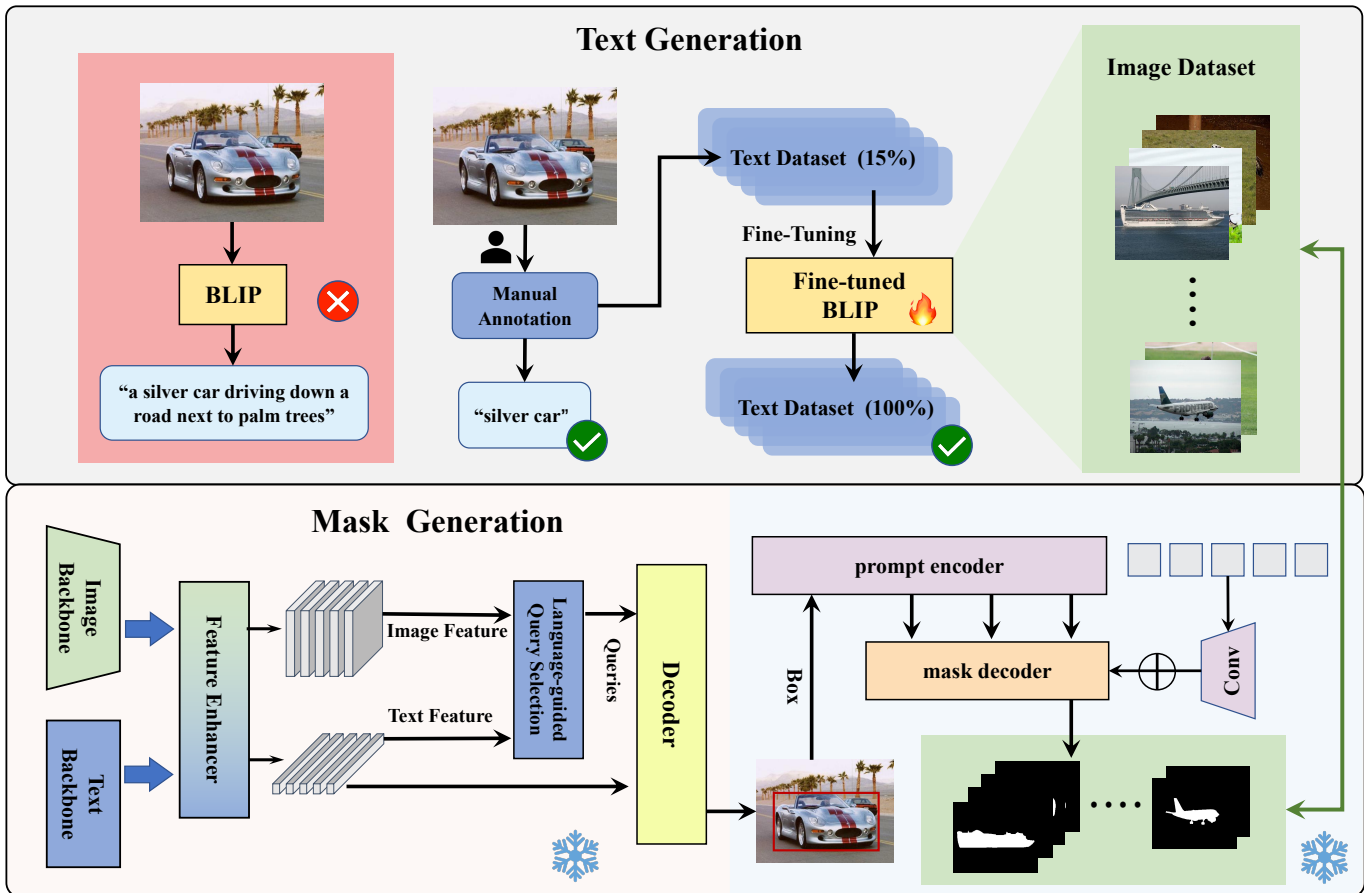 Text Generation
Image Dataset
BLIP
“a silver car driving down a
road next to palm trees”
Manual
Annotation
“silver car”
Text Dataset (15%)
Fine-Tuning
Fine-tuned
BLIP
Text Dataset (100%)
FRONTIER
Mask Generation
Image
Backbone
Text
Backbone
Feature Enhancer
Image Feature
Text Feature
Language-guided
Query Selection
Queries
Decoder
Box
prompt encoder
mask decoder
Conv